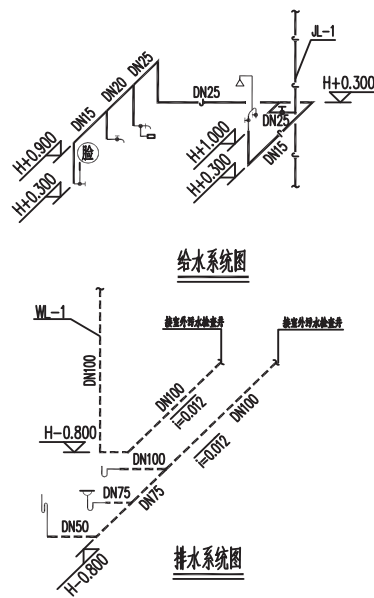 JL-1
DN25
DN20
DN15
DN25
H+0.300
DN25
DN15
H+0.900
H+0.300
脸
H+1.000
H+0.300
给水系统图
WL-1
接室外污水检查井
接室外污水检查井
DN100
DN100
i=0.012
DN100
i=0.012
H-0.800
DN100
DN75
DN75
DN50
H-0.800
排水系统图